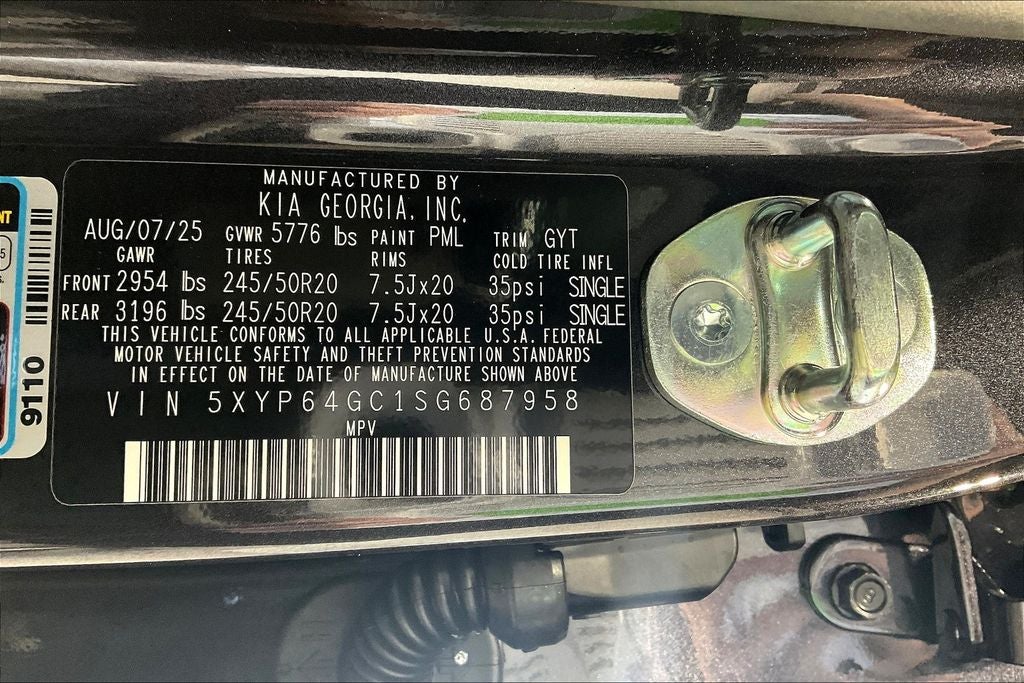 MANUFACTURED BY
KIA GEORGIA, INC.
AUG/07/25 GVWR 5776 lbs PAINT PML TRIM GYT
GAWR TIRES RIMS COLD TIRE INFL
FRONT 2954 lbs 245/50R20 7.5Jx20 35psi SINGLE
REAR 3196 lbs 245/50R20 7.5Jx20 35psi SINGLE
THIS VEHICLE CONFORMS TO ALL APPLICABLE U.S.A. FEDERAL
MOTOR VEHICLE SAFETY AND THEFT PREVENTION STANDARDS
IN EFFECT ON THE DATE OF MANUFACTURE SHOWN ABOVE
VIN 5XYP64GC1SG687958
MPV
9110